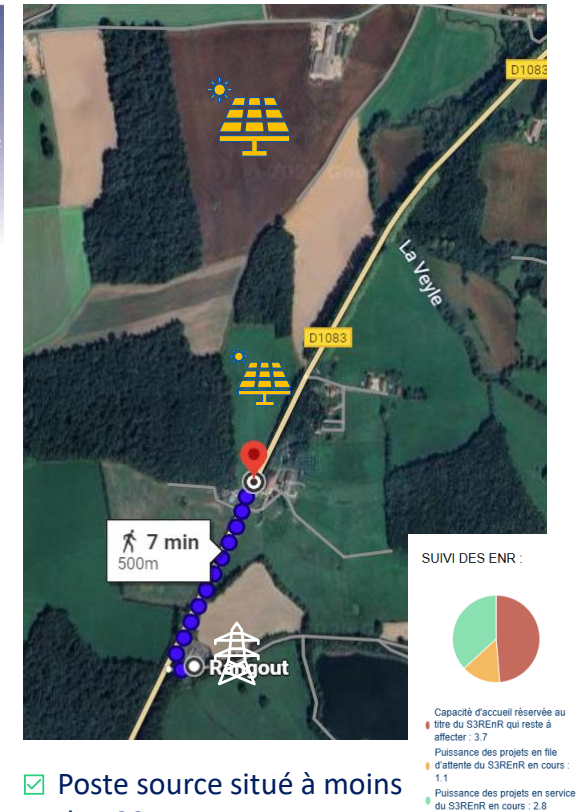 D1083
La Veyle
D1083
7 min
500m
Rangout
SUIVI DES ENR :
Capacité d'accueil réservée au
titre du S3REnR qui reste à
affecter : 3.7
Puissance des projets en file
d'attente du S3REnR en cours :
1.1
Puissance des projets en service
du S3REnR en cours : 2.8
Poste source situé à moins